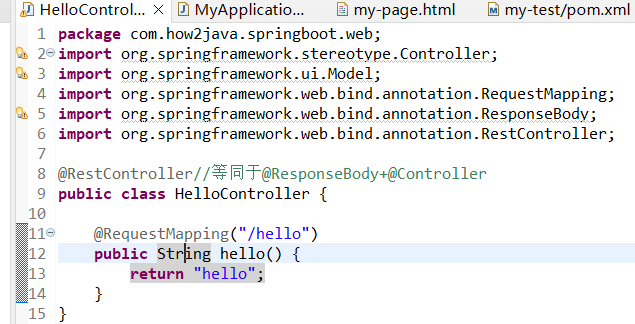 HelloControl... MyApplication... my-page.html my-test/pom.xml
1 package com.how2java.springboot.web;
2 import org.springframework.stereotype.Controller;
3 import org.springframework.ui.Model;
4 import org.springframework.web.bind.annotation.RequestMapping;
5 import org.springframework.web.bind.annotation.ResponseBody;
6 import org.springframework.web.bind.annotation.RestController;
7
8 @RestController//等同于@ResponseBody+@Controller
9 public class HelloController {
10
11 @RequestMapping("/hello")
12 public String hello() {
13 return "hello";
14 }
15 }